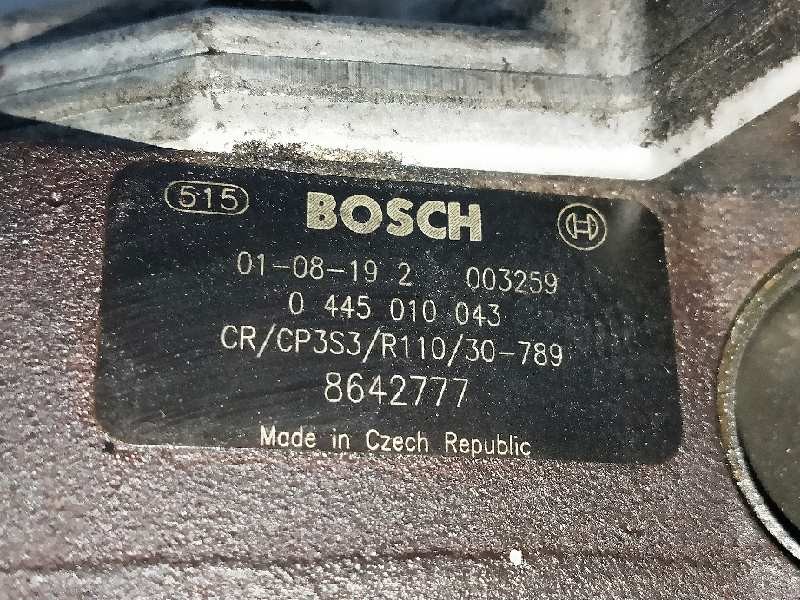 515 BOSCH
01-08-19 2 003259
0 445 010 043
CR/CP3S3/R110/30-789
8642777
Made in Czech Republic